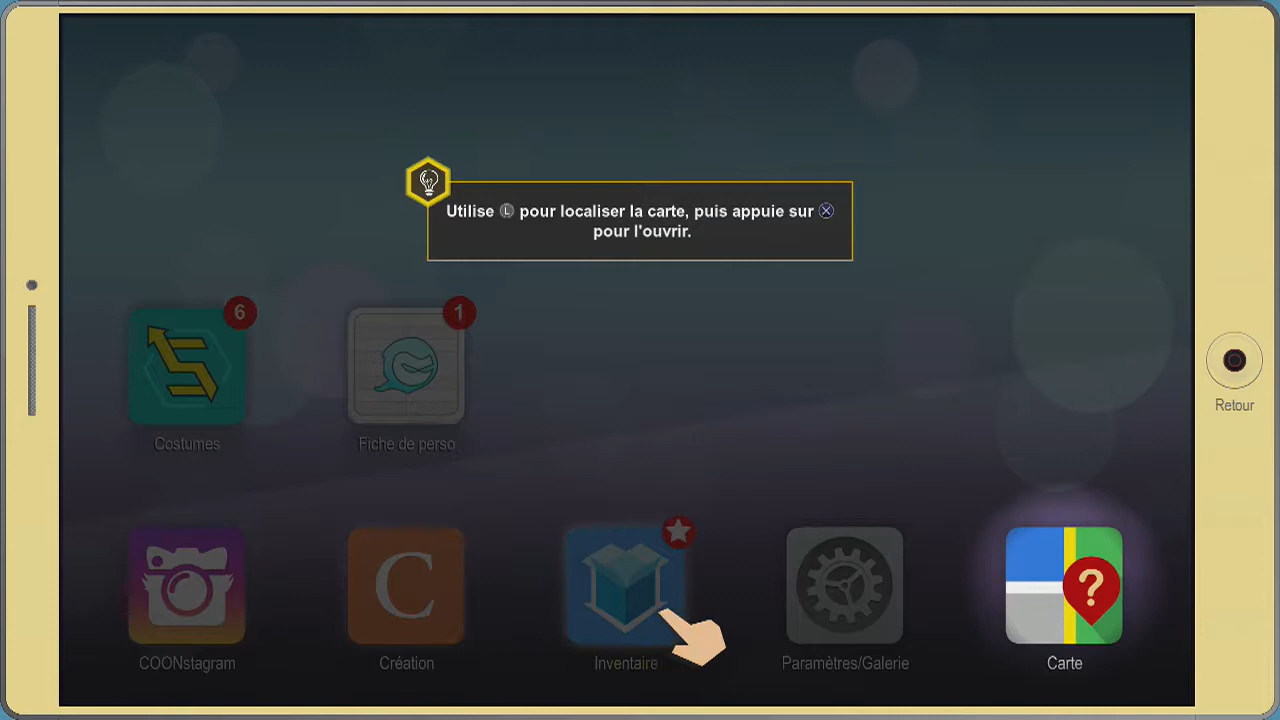 Utilise Ⓛ pour localiser la carte, puis appuie sur ⓧ
pour l'ouvrir.
6
1
Costumes
Fiche de perso
Retour
C
?
COONstagram
Création
Inventaire
Paramètres/Galerie
Carte